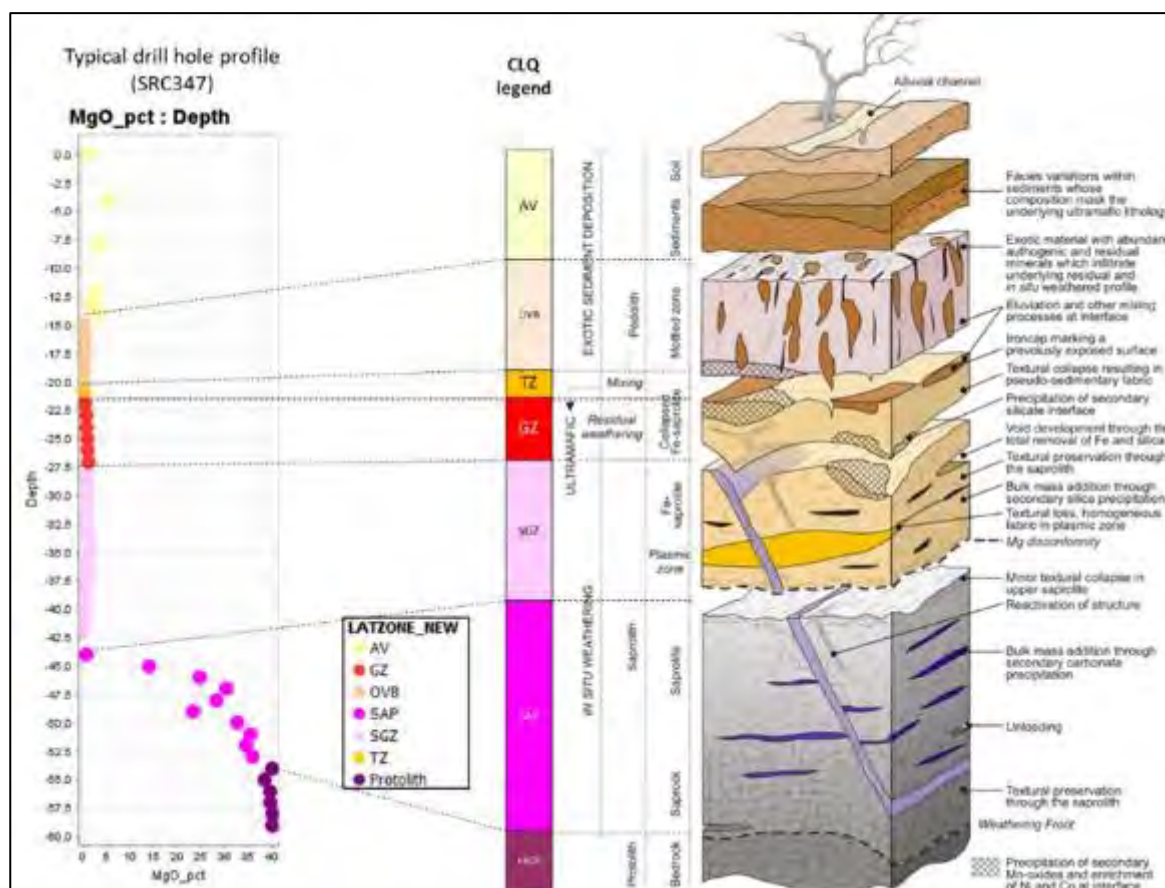 Typical drill hole profile
(SRC347)
MgO_pct : Depth
0.0
-2.5
-5.0
-7.5
-10.0
-12.5
-15.0
-17.5
-20.0
-22.5
-25.0
-27.5
-30.0
-32.5
-35.0
-37.5
-40.0
-42.5
-45.0
-47.5
-50.0
-52.5
-55.0
-57.5
-60.0
Depth
0 5 10 15 20 25 30 35 40
MgO_pct
LATZONE_NEW
AV
GZ
OVB
SAP
SGZ
TZ
Protolith
CLQ
legend
AV
OVB
TZ
GZ
SGZ
SAP
EXOTIC SEDIMENT DEPOSITION
ULTRAMAFIC
IN SITU WEATHERING
Pedolith
Mixing
Residual
weathering
Saprolith
Protolith
Soil
Sediments
Mottled zone
Collapsed
Fe-saprolite
Fe-
saprolite
Plasmic
zone
Saprolite
Saprock
Bedrock
Alluvial channel
Facies variations within
sediments whose
composition mask the
underlying ultramafic litholog
Exotic material with abundan
authogenic and residual
minerals which infiltrate
underlying residual and
in situ weathered profile
Eluviation and other mixing
processes at interface
Ironcap marking a
previously exposed surface
Textural collapse resulting in
pseudo-sedimentary fabric
Precipitation of secondary
silicate interface
Void development through the
total removal of Fe and silica
Textural preservation through
the saprolith
Bulk mass addition through
secondary silica precipitation
Textural loss, homogeneous
fabric in plasmic zone
Mg discontinuity
Minor textural collapse in
upper saprolite
Reactivation of structure
Bulk mass addition through
secondary carbonate
precipitation
Unloading
Textural preservation
through the saprolith
Weathering Front
Precipitation of secondary
Mn-oxides and enrichment
of Ni and Co at interface